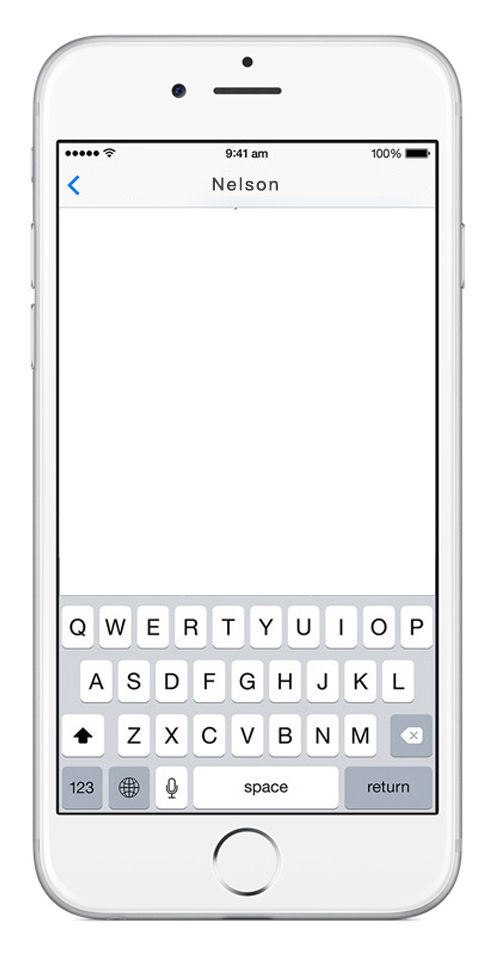 9:41 am 100%
Nelson
Q W E R T Y U I O P
A S D F G H J K L
Z X C V B N M
123 space return